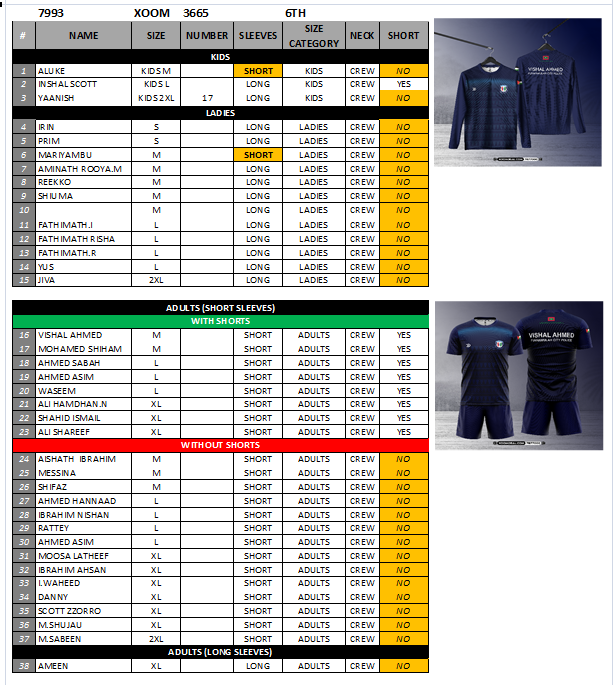 7993 XOOM 3665 6TH
# NAME SIZE NUMBER SLEEVES SIZE CATEGORY NECK SHORT
KIDS
1 ALUKE KIDS M SHORT KIDS CREW NO
2 INSHAL SCOTT KIDS L LONG KIDS CREW YES
3 YAANISH KIDS 2XL 17 LONG KIDS CREW NO
LADIES
4 IRIN S LONG LADIES CREW NO
5 PRIM S LONG LADIES CREW NO
6 MARIYAMBU M SHORT LADIES CREW NO
7 AMINATH ROOYA.M M LONG LADIES CREW NO
8 REEKKO M LONG LADIES CREW NO
9 SHIUMA M LONG LADIES CREW NO
10 M LONG LADIES CREW NO
11 FATHIMATH.I L LONG LADIES CREW NO
12 FATHIMATH RISHA L LONG LADIES CREW NO
13 FATHIMATH.R L LONG LADIES CREW NO
14 YUS L LONG LADIES CREW NO
15 JIVA 2XL LONG LADIES CREW NO
VISHAL AHMED
ADULTS (SHORT SLEEVES)
WITH SHORTS
16 VISHAL AHMED M SHORT ADULTS CREW YES
17 MOHAMED SHIHAM M SHORT ADULTS CREW YES
18 AHMED SABAH L SHORT ADULTS CREW YES
19 AHMED ASIM L SHORT ADULTS CREW YES
20 WASEEM L SHORT ADULTS CREW YES
21 ALI HAMDHAN.N XL SHORT ADULTS CREW YES
22 SHAHID ISMAIL XL SHORT ADULTS CREW YES
23 ALI SHAREEF XL SHORT ADULTS CREW YES
WITHOUT SHORTS
24 AISHATH IBRAHIM M SHORT ADULTS CREW NO
25 MESSINA M SHORT ADULTS CREW NO
26 SHIFAZ M SHORT ADULTS CREW NO
27 AHMED HANNAAD L SHORT ADULTS CREW NO
28 IBRAHIM NISHAN L SHORT ADULTS CREW NO
29 RATTEY L SHORT ADULTS CREW NO
30 AHMED ASIM L SHORT ADULTS CREW NO
31 MOOSA LATHEEF XL SHORT ADULTS CREW NO
32 IBRAHIM AHSAN XL SHORT ADULTS CREW NO
33 I.WAHEED XL SHORT ADULTS CREW NO
34 DANNY XL SHORT ADULTS CREW NO
35 SCOTT ZZORRO XL SHORT ADULTS CREW NO
36 M.SHUJAU XL SHORT ADULTS CREW NO
37 M.SABEEN 2XL SHORT ADULTS CREW NO
ADULTS (LONG SLEEVES)
38 AMEEN XL LONG ADULTS CREW NO
VISHAL AHMED
CITY POLICE